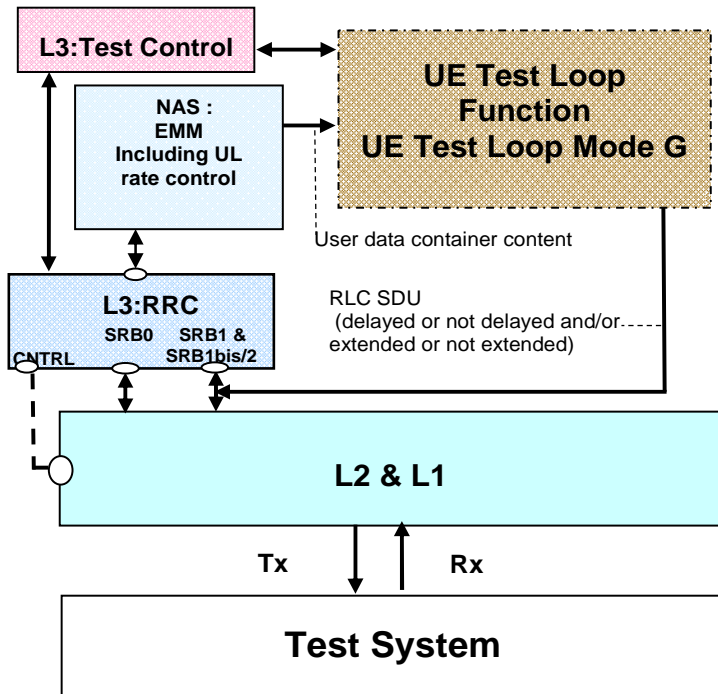 L3:Test Control
UE Test Loop
Function
UE Test Loop Mode G
NAS :
EMM
Including UL
rate control
User data container content
L3:RRC
SRB0
SRB1 &
SRB1bis/2
CNTRL
RLC SDU
(delayed or not delayed and/or
extended or not extended)
L2 & L1
Tx
Rx
Test System